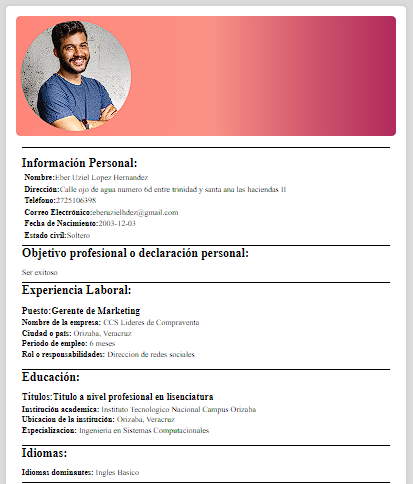 Información Personal:
Nombre:Eber Uziel Lopez Hernandez
Dirección:Calle ojo de agua numero 6d entre trinidad y santa ana las haciendas II
Teléfono:2725106398
Correo Electrónico:eberuzielhdez@gmail.com
Fecha de Nacimiento:2003-12-03
Estado civil:Soltero
Objetivo profesional o declaración personal:
Ser exitoso
Experiencia Laboral:
Puesto:Gerente de Marketing
Nombre de la empresa: CCS Lideres de Compraventa
Ciudad o país: Orizaba, Veracruz
Periodo de empleo: 6 meses
Rol o responsabilidades: Direccion de redes sociales
Educación:
Títulos:Titulo a nivel profesional en lisenciatura
Institución academica: Instituto Tecnologico Nacional Campus Orizaba
Ubicacion de la institución: Orizaba, Veracruz
Especializacion: Ingenieria en Sistemas Computacionales
Idiomas:
Idiomas dominantes: Ingles Basico